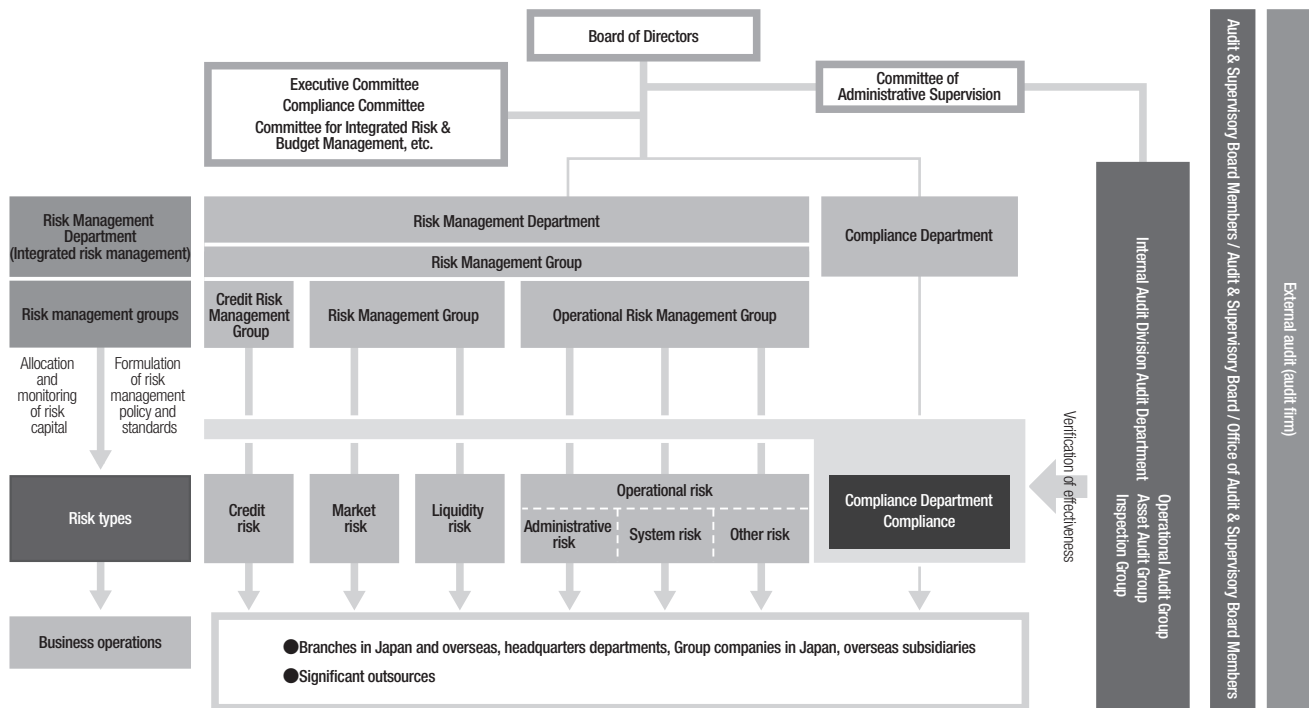 Board of Directors
Executive Committee
Compliance Committee
Committee for Integrated Risk &
Budget Management, etc.
Committee of
Administrative Supervision
Risk Management
Department
(Integrated risk management)
Risk Management Department
Compliance Department
Risk Management Group
Risk management groups
Credit Risk
Management
Group
Risk Management Group
Operational Risk Management Group
Allocation
and
monitoring
of risk
capital
Formulation
of risk
management
policy and
standards
Risk types
Credit
risk
Market
risk
Liquidity
risk
Operational risk
Administrative
risk
System risk
Other risk
Compliance Department
Compliance
Verification of effectiveness
Business operations
●Branches in Japan and overseas, headquarters departments, Group companies in Japan, overseas subsidiaries
●Significant outsources
Internal Audit Division Audit Department
Operational Audit Group
Asset Audit Group
Inspection Group
Audit & Supervisory Board Members / Audit & Supervisory Board / Office of Audit & Supervisory Board Members
External audit (audit firm)